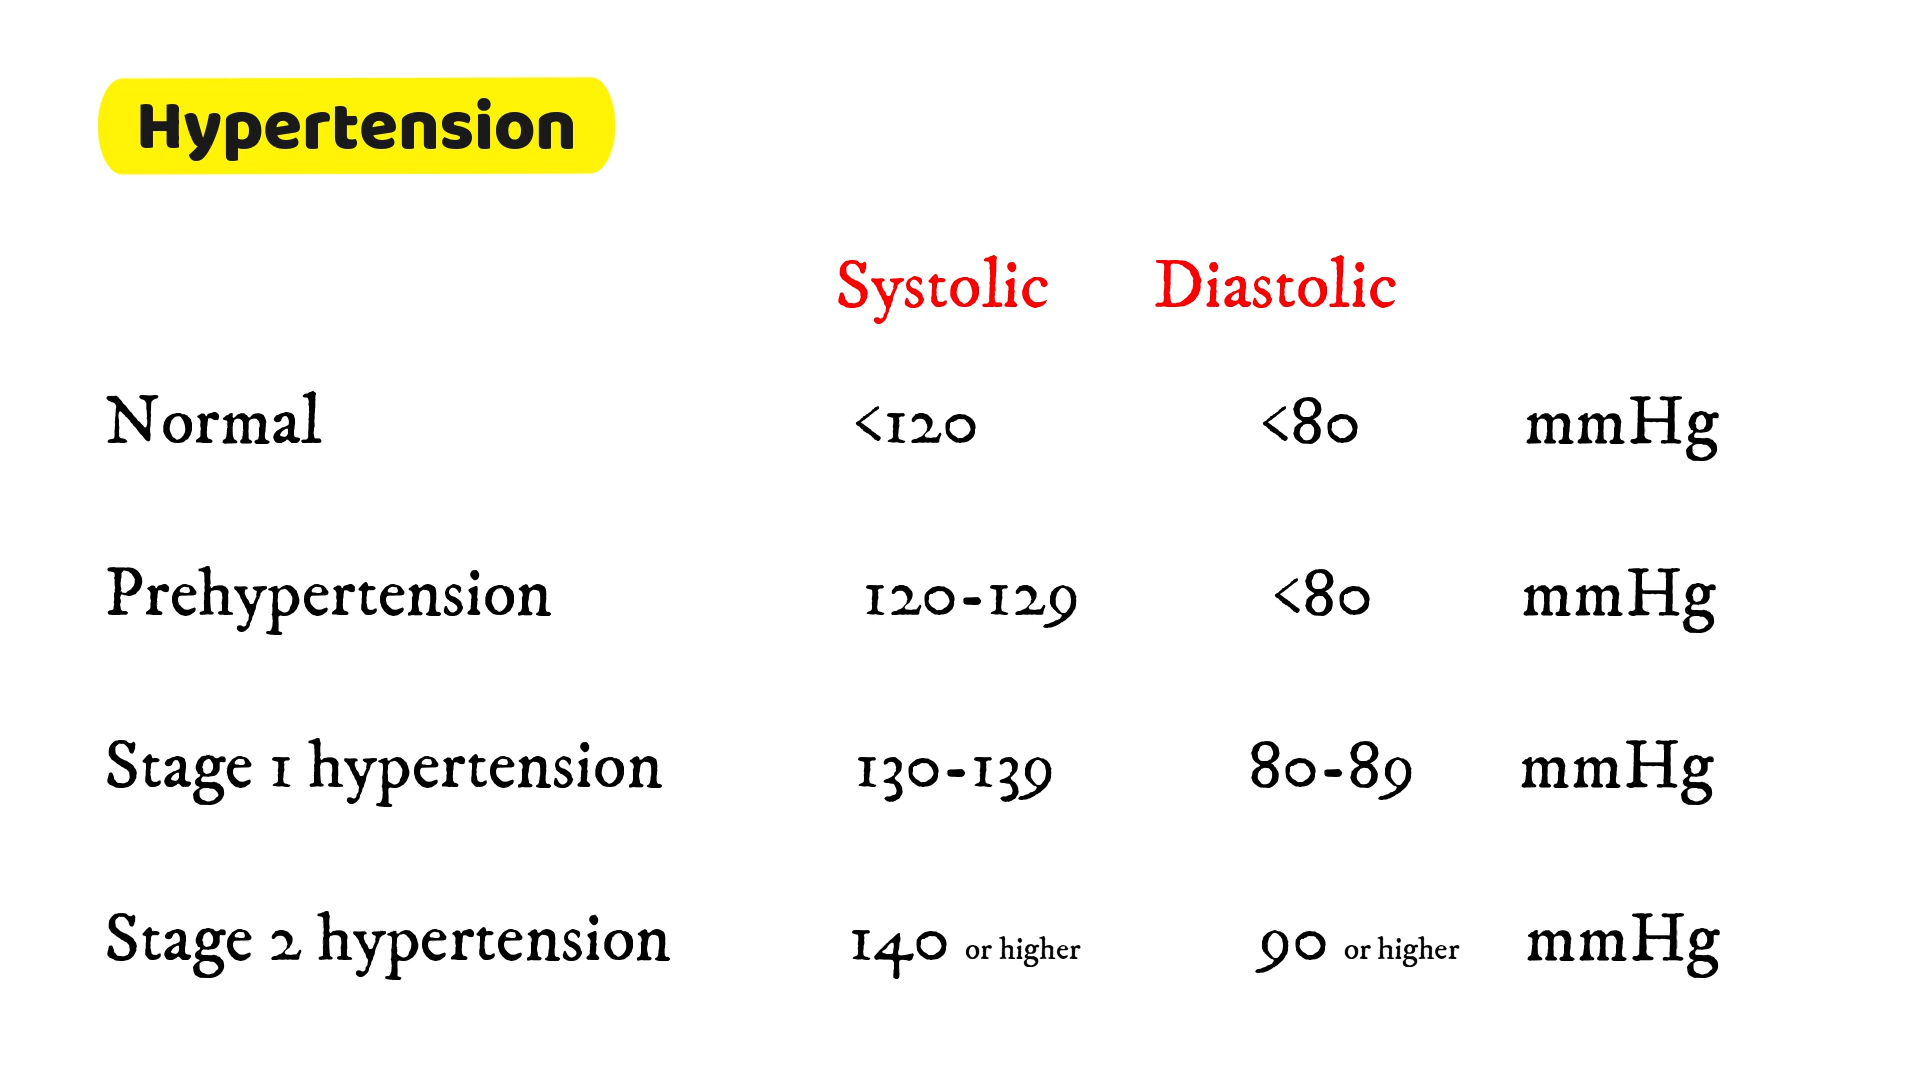 Hypertension
Systolic Diastolic
Normal <120 <80 mmHg
Prehypertension 120-129 <80 mmHg
Stage 1 hypertension 130-139 80-89 mmHg
Stage 2 hypertension 140 or higher 90 or higher mmHg